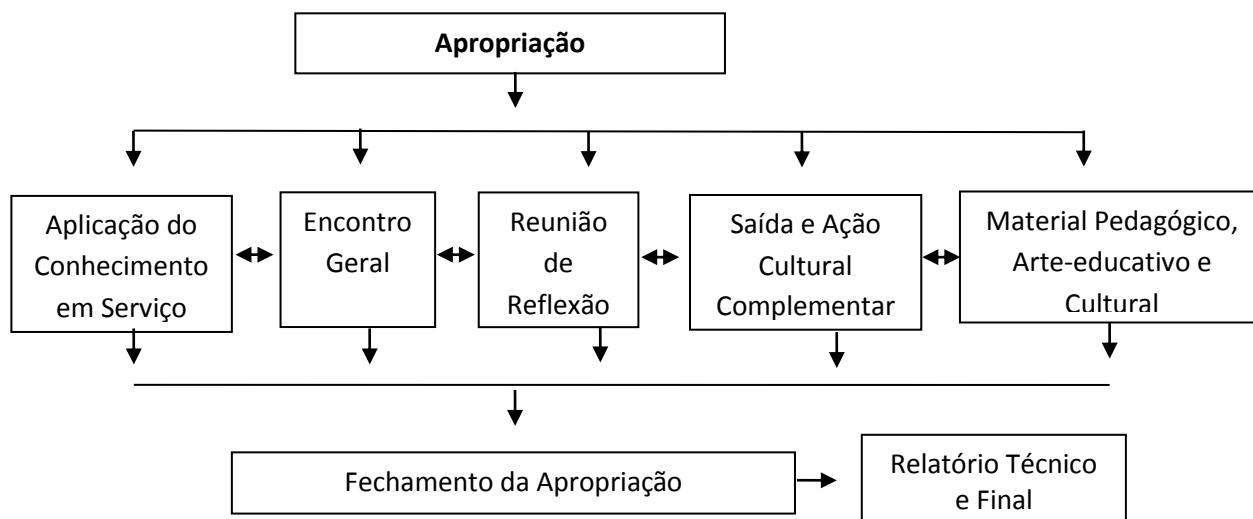 Apropriação
Aplicação do
Conhecimento
em Serviço
Encontro
Geral
Reunião
de
Reflexão
Saída e Ação
Cultural
Complementar
Material Pedagógico,
Arte-educativo e
Cultural
Fechamento da Apropriação
Relatório Técnico
e Final